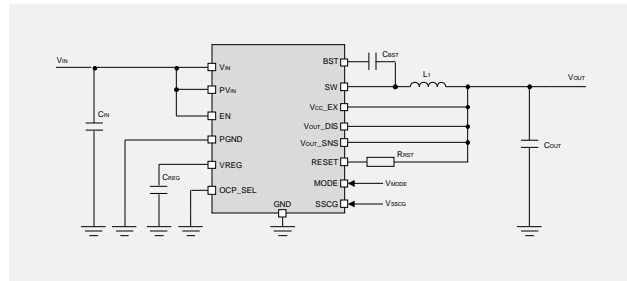 VIN
CIN
VIN
PVIN
EN
PGND
VREG
CREG
OCP_SEL
GND
BST
CBST
SW
L1
VOUT
VCC_EX
VOUT_DIS
VOUT_SNS
RESET
RRST
COUT
MODE
VMODE
SSCG
VSSCG